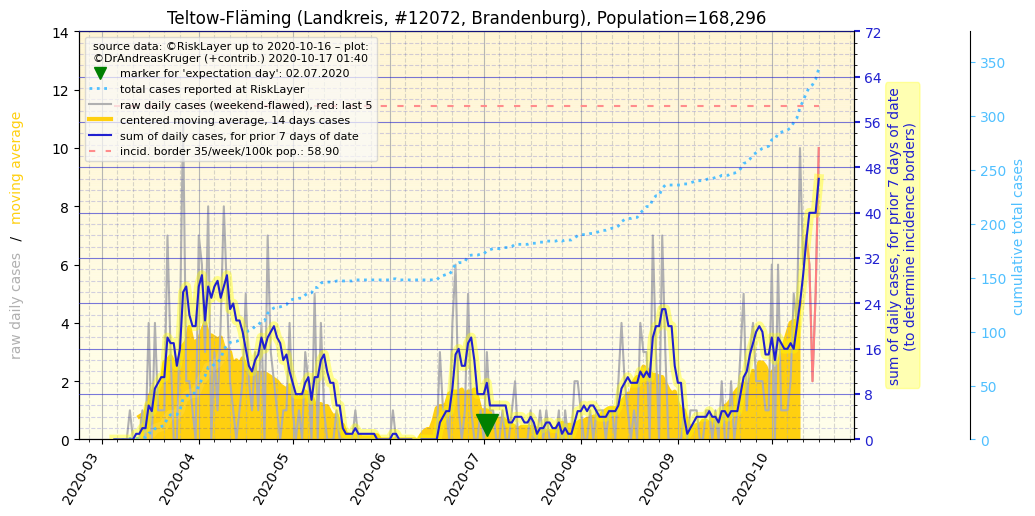 Teltow-Fläming (Landkreis, #12072, Brandenburg), Population=168,296
source data: ©RiskLayer up to 2020-10-16 – plot:
©DrAndreasKruger (+contrib.) 2020-10-17 01:40
marker for 'expectation day': 02.07.2020
total cases reported at RiskLayer
raw daily cases (weekend-flawed), red: last 5
centered moving average, 14 days cases
sum of daily cases, for prior 7 days of date
incid. border 35/week/100k pop.: 58.90
raw daily cases / moving average
14
12
10
8
6
4
2
0
2020-03
2020-04
2020-05
2020-06
2020-07
2020-08
2020-09
2020-10
72
64
56
48
40
32
24
16
8
0
sum of daily cases, for prior 7 days of date
(to determine incidence borders)
350
300
250
200
150
100
50
0
cumulative total cases